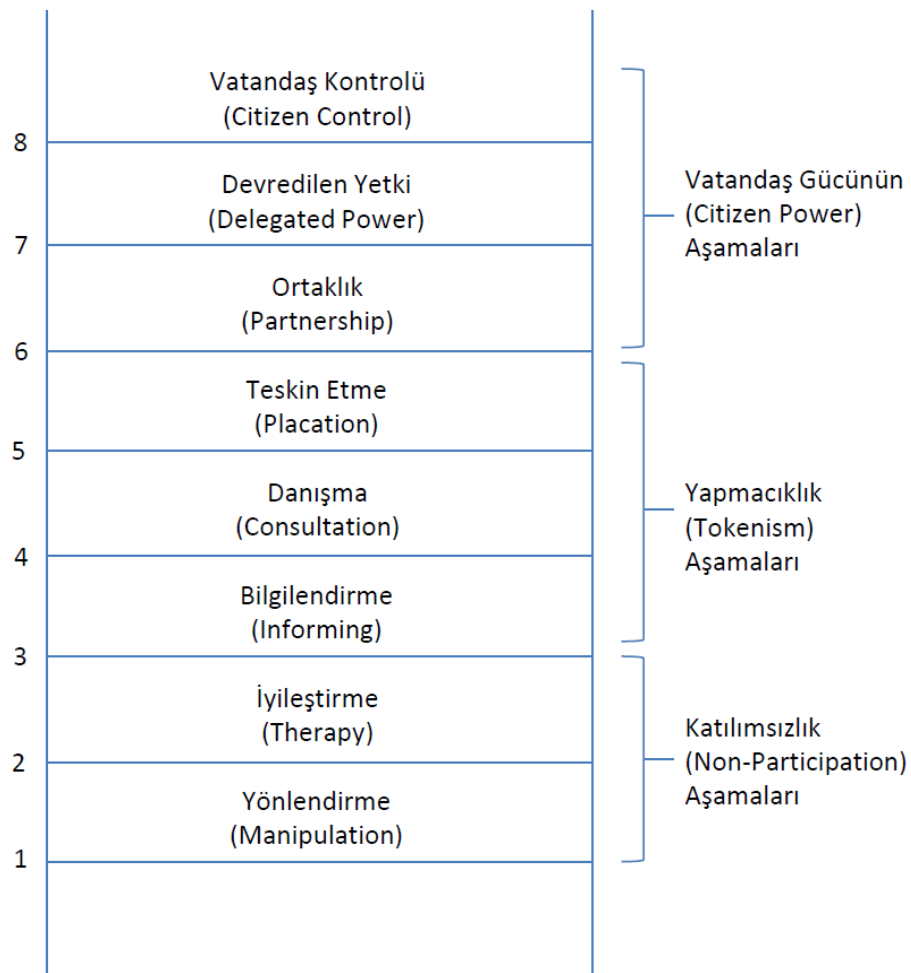 Vatandaş Kontrolü
(Citizen Control)
8
Devredilen Yetki
(Delegated Power)
7
Ortaklık
(Partnership)
6
Vatandaş Gücünün
(Citizen Power)
Aşamaları
Teskin Etme
(Placation)
5
Danışma
(Consultation)
4
Bilgilendirme
(Informing)
3
Yapmacıklık
(Tokenism)
Aşamaları
İyileştirme
(Therapy)
2
Yönlendirme
(Manipulation)
1
Katılımsızlık
(Non-Participation)
Aşamaları